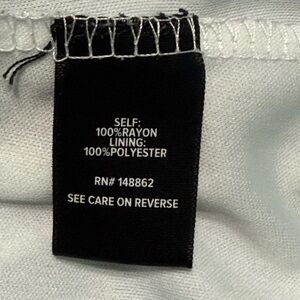 SELF:
100%RAYON
LINING:
100%POLYESTER
RN# 148862
SEE CARE ON REVERSE